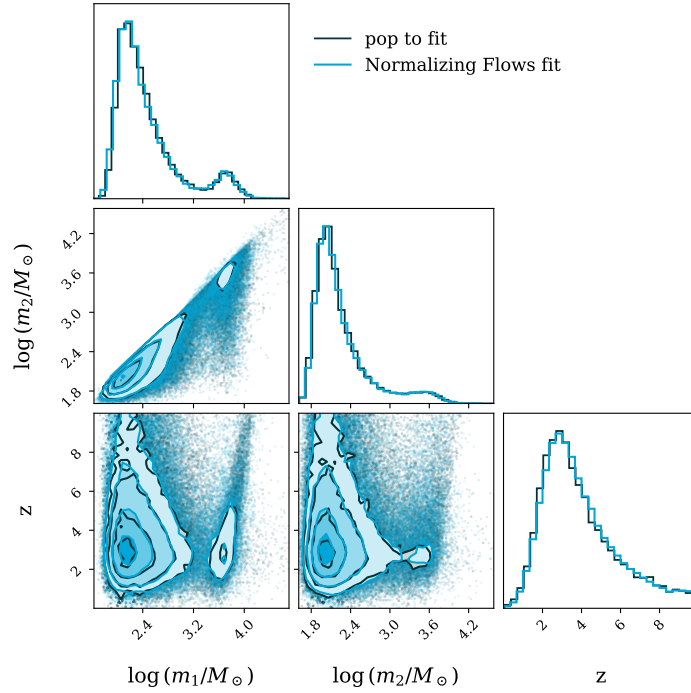 pop to fit
Normalizing Flows fit
log (m₂/M⊙)
4.2
3.6
3.0
2.4
1.8
z
8
6
4
2
2.4 3.2 4.0
1.8 2.4 3.0 3.6 4.2
2 4 6 8
log (m₁/M⊙) log (m₂/M⊙) z